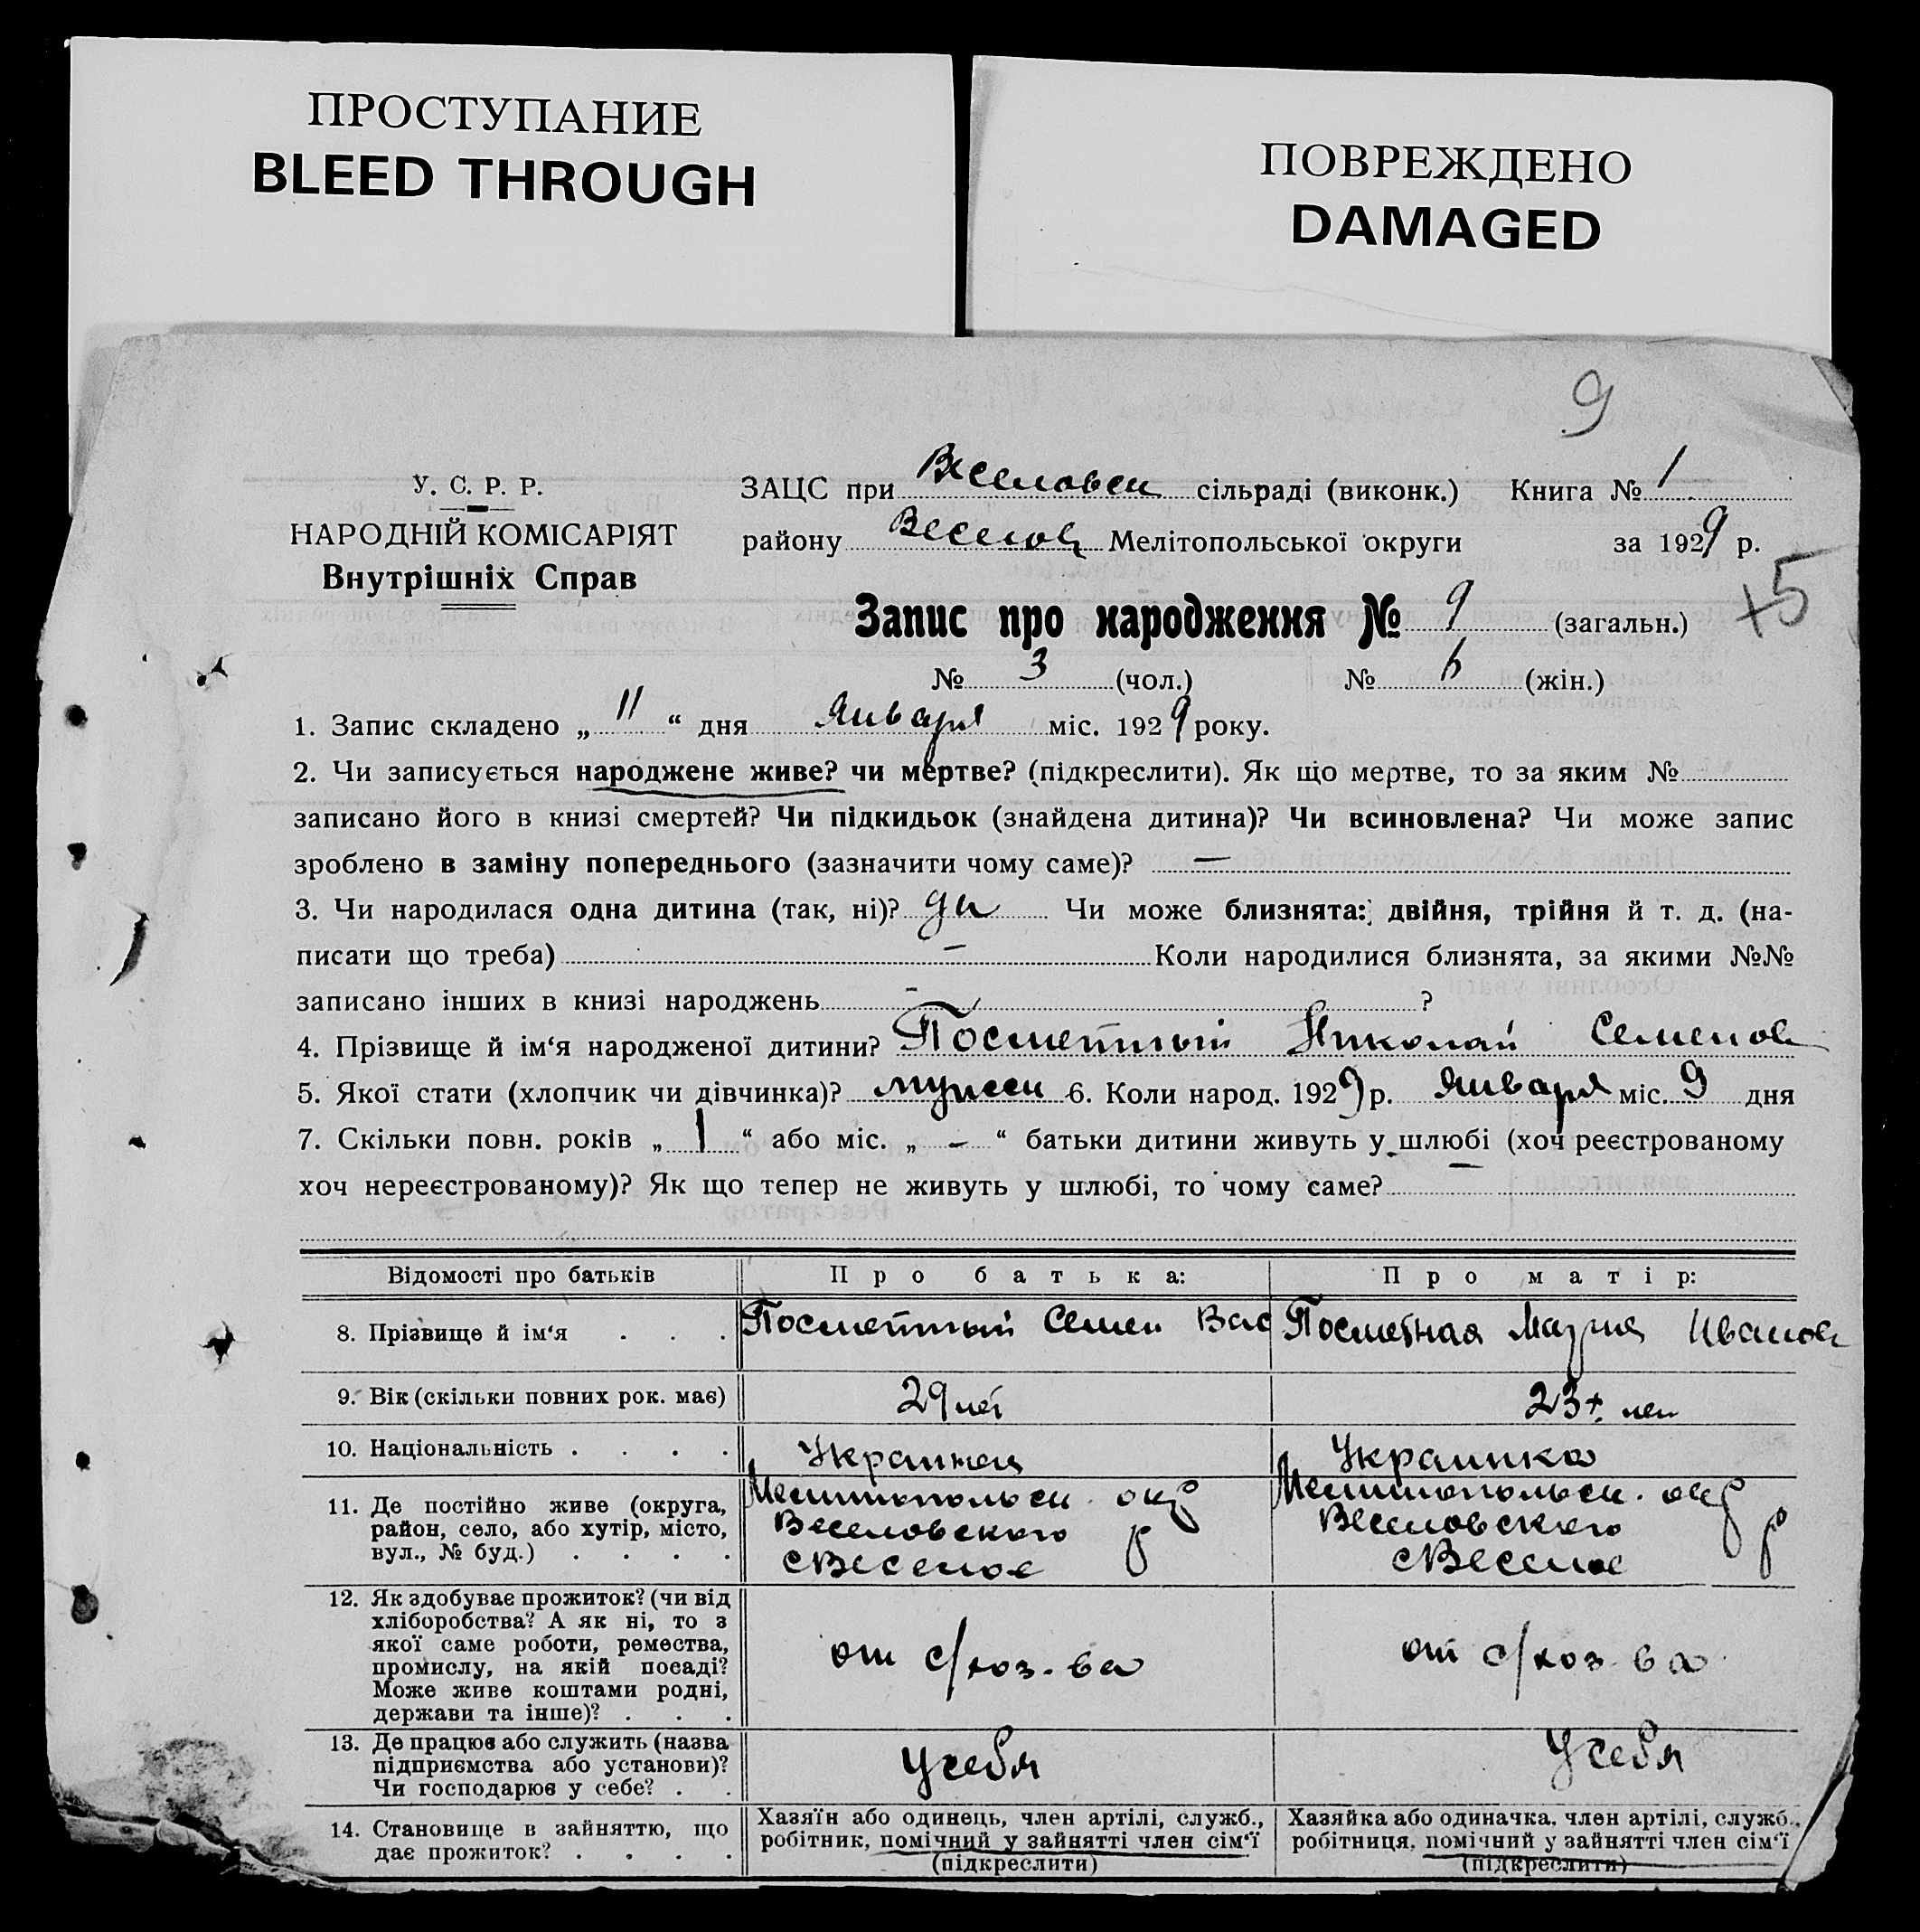 ПРОСТУПАНИЕ
BLEED THROUGH
ПОВРЕЖДЕНО
DAMAGED
9
У. С. Р. Р.
НАРОДНІЙ КОМІСАРІЯТ
Внутрішніх Справ
ЗАЦС при Веселовск сільраді (виконк.) Книга № 1
району Веселов Мелітопольської округи за 1929 р.
+5
Запис про народження № 9 (загальн.)
№ 3 (чол.) № 6 (жін.)
1. Запис складено „ 11 “ дня Января міс. 1929 року.
2. Чи записується народжене живе? чи мертве? (підкреслити). Як що мертве, то за яким №
записано його в книзі смертей? Чи підкидьок (знайдена дитина)? Чи всиновлена? Чи може запис
зроблено в заміну попереднього (зазначити чому саме)? —
3. Чи народилася одна дитина (так, ні)? да Чи може близнята: двійня, трійня й т. д. (на-
писати що треба) – Коли народилися близнята, за якими №№
записано інших в книзі народжень – ?
4. Прізвище й ім‘я народженої дитини? Посметный Николай Семенов
5. Якої стати (хлопчик чи дівчинка)? мужск 6. Коли народ. 1929 р. Января міс. 9 дня
7. Скільки повн. років „ 1 “ або міс. „ – “ батьки дитини живуть у шлюбі (хоч реєстрованому
хоч нереєстрованому)? Як що тепер не живуть у шлюбі, то чому саме? —
Відомості про батьків Про батька: Про матір:
8. Прізвище й ім‘я . . . Посметный Семен Вас Посметная Мария Иванов
9. Вік (скільки повних рок. має) 29 лет 23 лет
10. Національність . . . . Украинец Украинка
11. Де постійно живе (округа, Мелитопольск. окр Мелитопольск. окр
район, село, або хутір, місто, Веселовского р Веселовского р
вул., № буд.) . . . . с Веселое с Веселое
12. Як здобуває прожиток? (чи від
хліборобства? А як ні, то з
якої саме роботи, ремества, от с/хоз-ва от с/хоз-ва
промислу, на якій посаді?
Може живе коштами родні,
держави та інше)? . . .
13. Де працює або служить (назва
підприємства або установи)? У себя У себя
Чи господарює у себе? . .
14. Становище в зайняттю, що Хазяїн або одинець, член артілі, служб., Хазяйка або одиначка, член артілі, служб.,
дає прожиток? . . . . робітник, помічний у зайнятті член сім‘ї робітниця, помічний у зайнятті член сім‘ї
(підкреслити) (підкреслити)